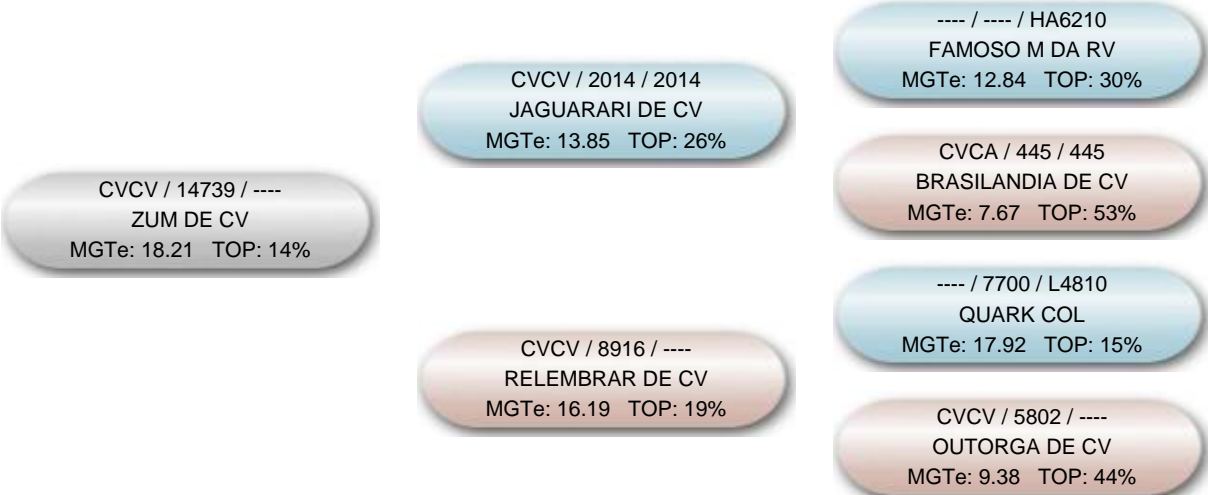 CVCV / 14739 / ----
ZUM DE CV
MGTe: 18.21 TOP: 14%
CVCV / 2014 / 2014
JAGUARARI DE CV
MGTe: 13.85 TOP: 26%
CVCV / 8916 / ----
RELEMBRAR DE CV
MGTe: 16.19 TOP: 19%
---- / ---- / HA6210
FAMOSO M DA RV
MGTe: 12.84 TOP: 30%
CVCA / 445 / 445
BRASILANDIA DE CV
MGTe: 7.67 TOP: 53%
---- / 7700 / L4810
QUARK COL
MGTe: 17.92 TOP: 15%
CVCV / 5802 / ----
OUTORGA DE CV
MGTe: 9.38 TOP: 44%